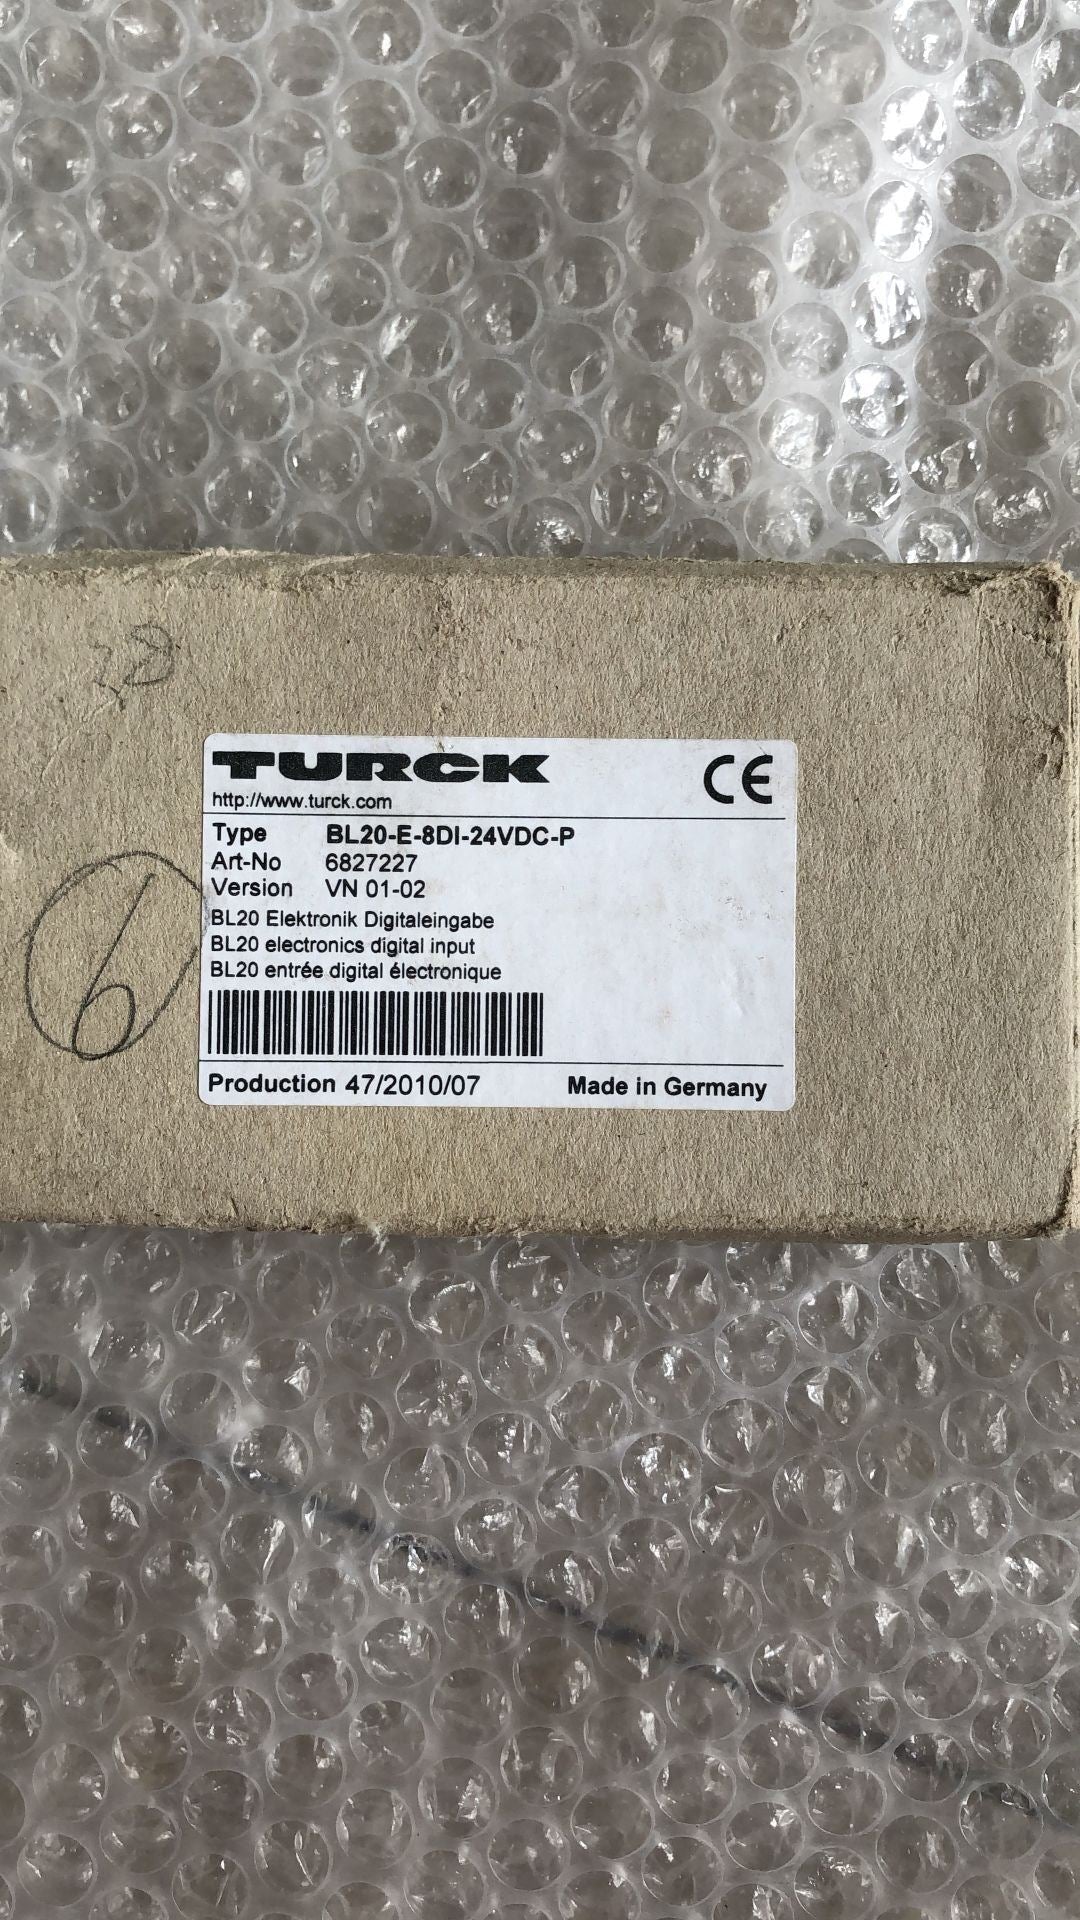 TURCK
CE
http://www.turck.com
Type BL20-E-8DI-24VDC-P
Art-No 6827227
Version VN 01-02
BL20 Elektronik Digitaleingabe
BL20 electronics digital input
BL20 entrée digital électronique
6
Production 47/2010/07 Made in Germany